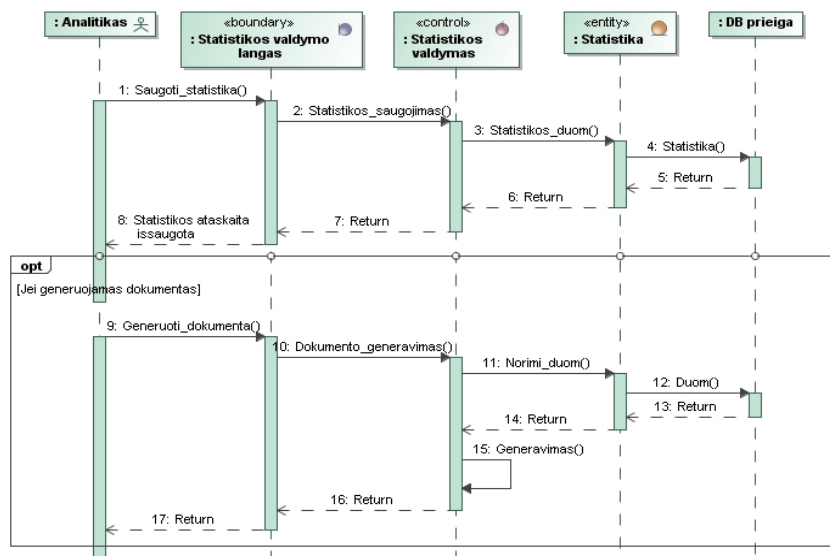 : Analitikas
«boundary»
: Statistikos valdymo
langas
«control»
: Statistikos
valdymas
«entity»
: Statistika
: DB prieiga
1: Saugoti_statistika()
2: Statistikos_saugojimas()
3: Statistikos_duom()
4: Statistika()
5: Return
6: Return
7: Return
8: Statistikos ataskaita
issaugota
opt
[Jei generuojamas dokumentas]
9: Generuoti_dokumenta()
10: Dokumento_generavimas()
11: Norimi_duom()
12: Duom()
13: Return
14: Return
15: Generavimas()
16: Return
17: Return